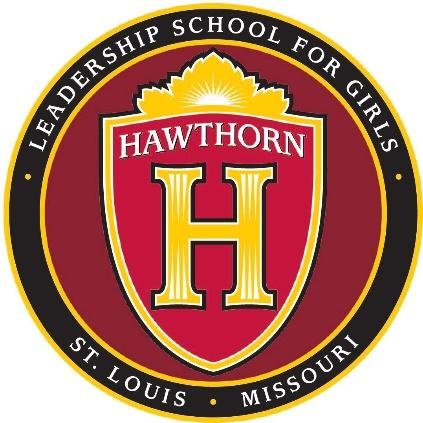 LEADERSHIP SCHOOL FOR GIRLS
HAWTHORN
H
ST. LOUIS • MISSOURI